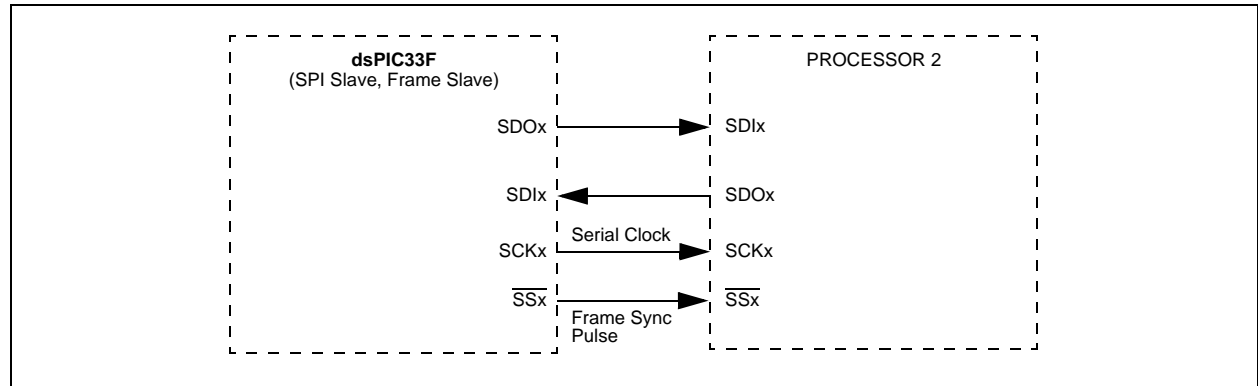 dsPIC33F
(SPI Slave, Frame Slave)
PROCESSOR 2
SDOx
SDIx
SDIx
SDOx
Serial Clock
SCKx
SCKx
SSx
SSx
Frame Sync
Pulse